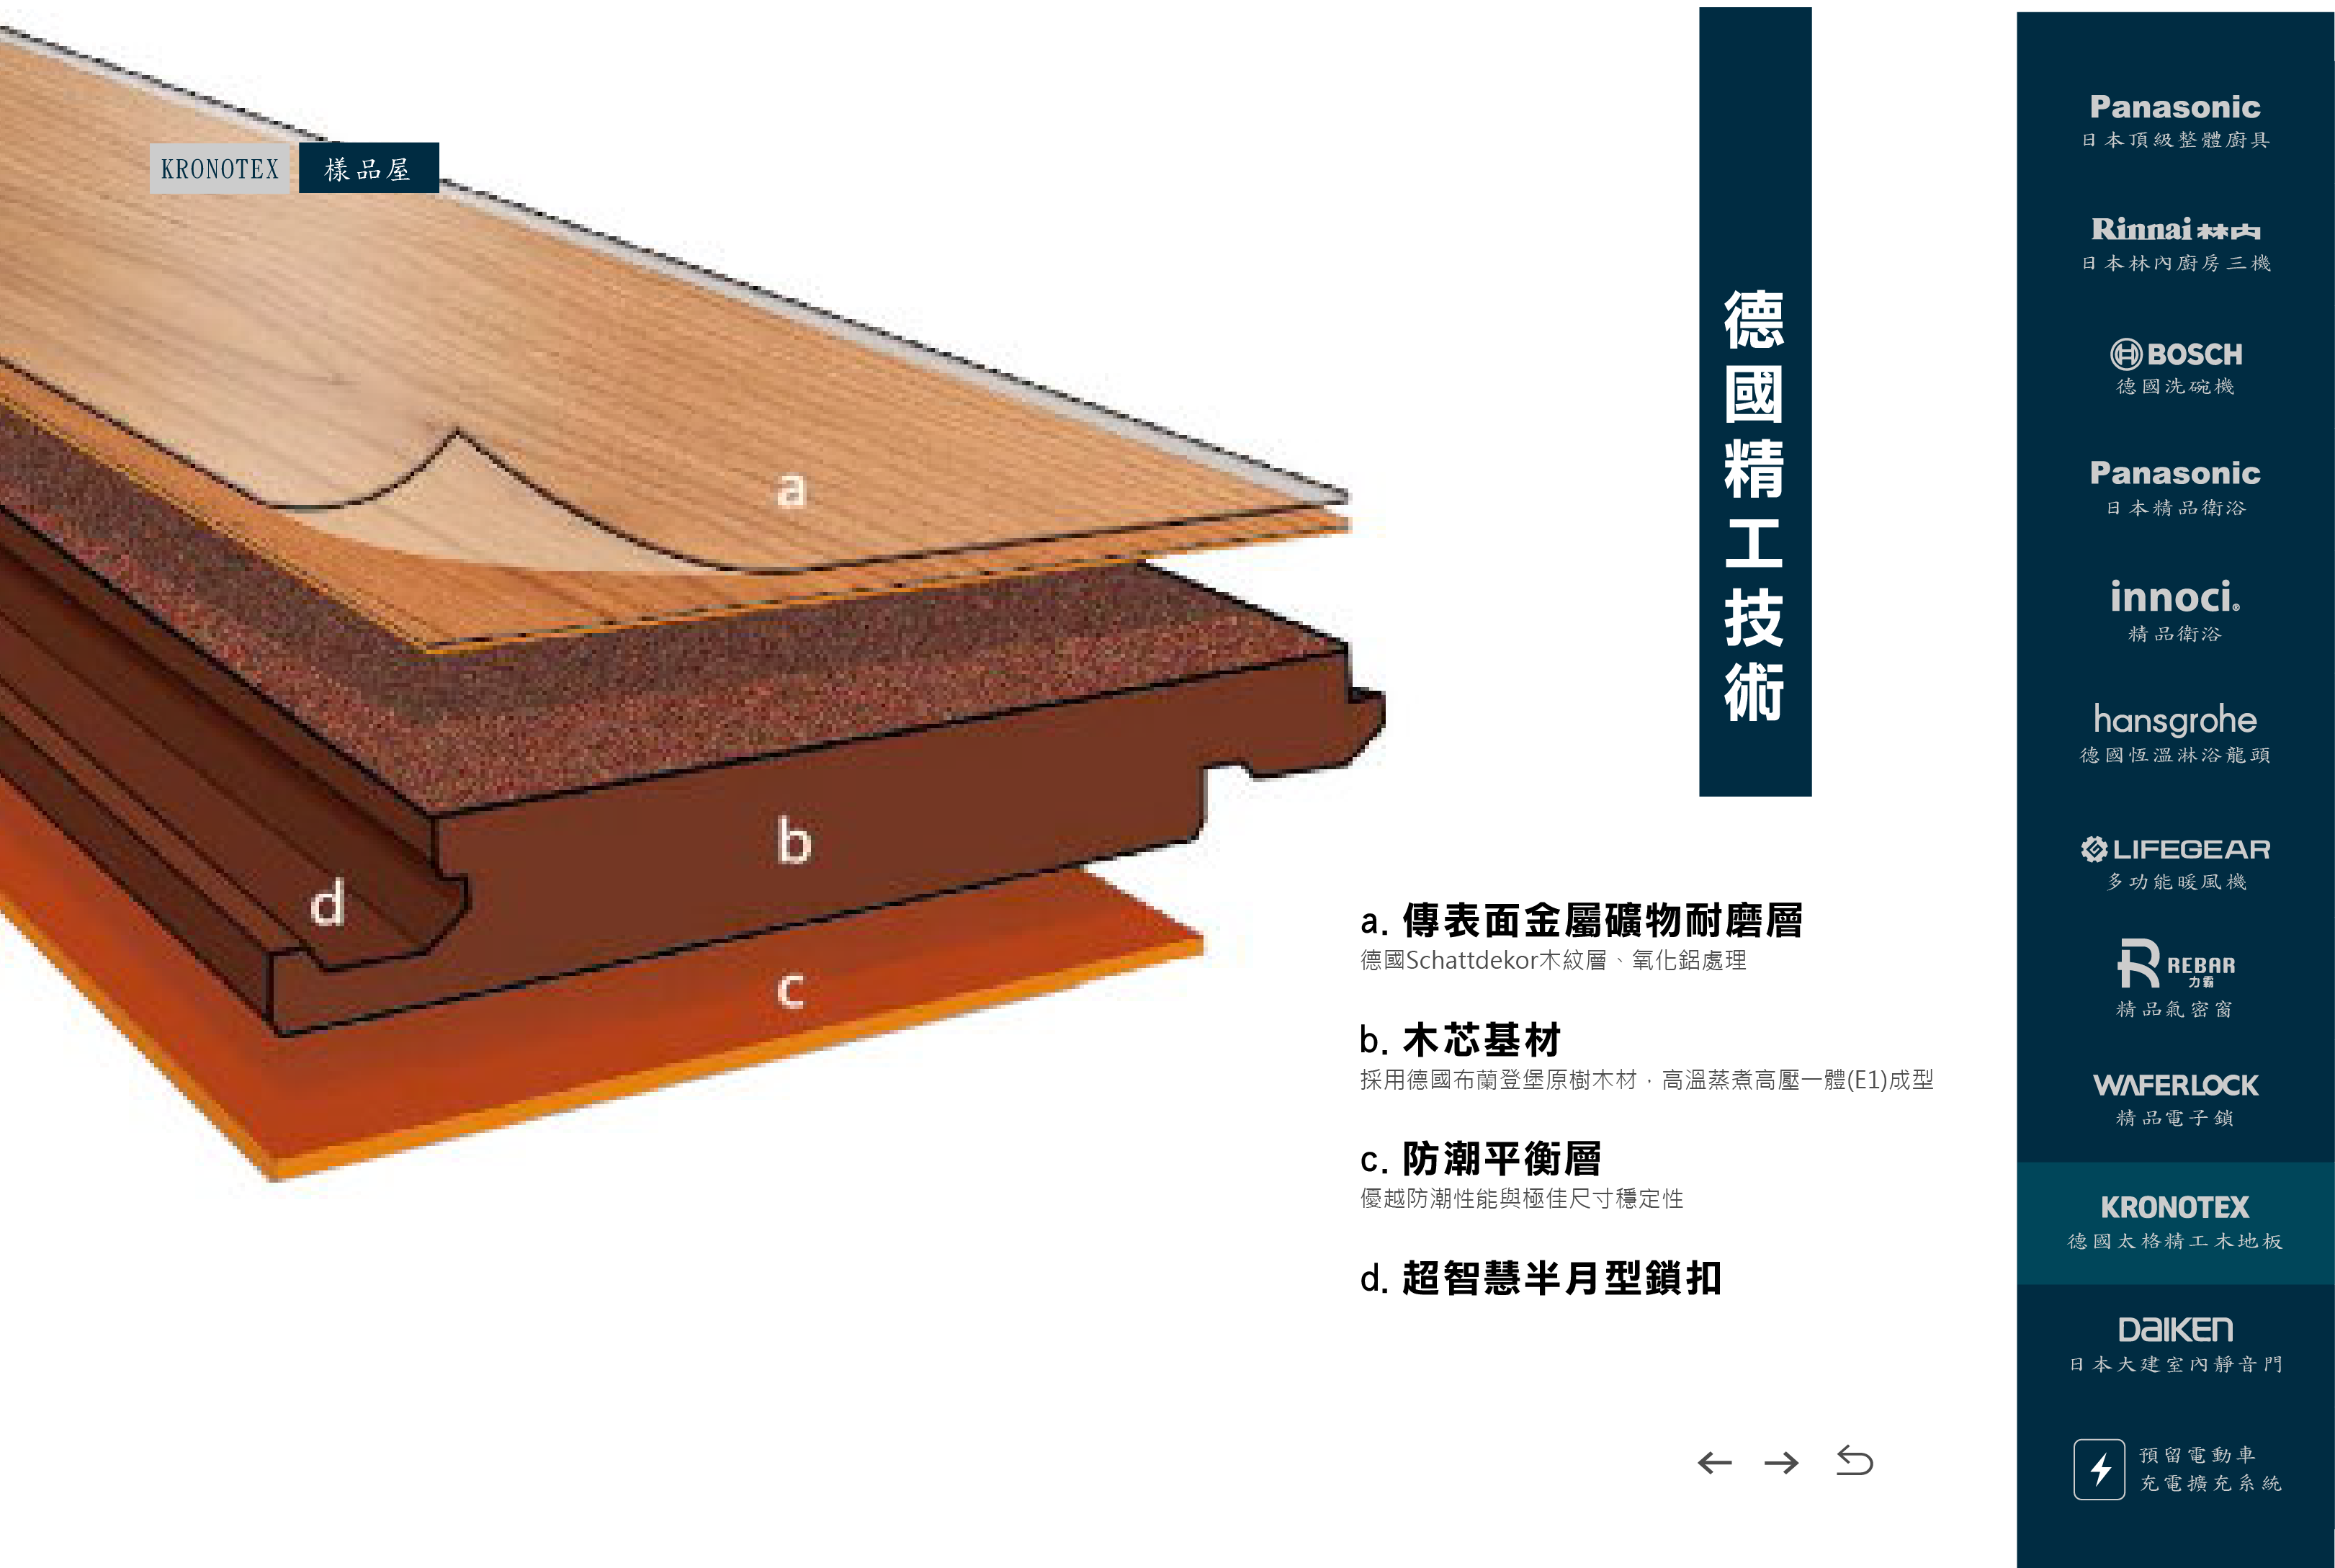 KRONOTEX 樣品屋
a
b
c
d
德國精工技術
a. 傳表面金屬礦物耐磨層
德國Schattdekor木紋層、氧化鋁處理
b. 木芯基材
採用德國布蘭登堡原樹木材，高溫蒸煮高壓一體(E1)成型
c. 防潮平衡層
優越防潮性能與極佳尺寸穩定性
d. 超智慧半月型鎖扣
Panasonic
日本頂級整體廚具
Rinnai 林内
日本林內廚房三機
BOSCH
德國洗碗機
Panasonic
日本精品衛浴
innoci®
精品衛浴
hansgrohe
德國恆溫淋浴龍頭
LIFEGEAR
多功能暖風機
REBAR
力霸
精品氣密窗
WAFERLOCK
精品電子鎖
KRONOTEX
德國太格精工木地板
DAIKEN
日本大建室內靜音門
預留電動車
充電擴充系統